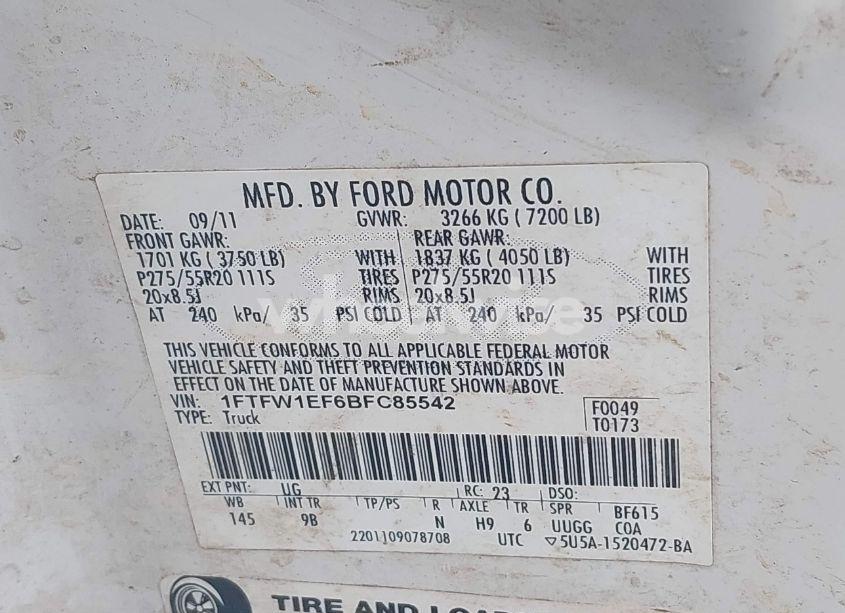 MFD. BY FORD MOTOR CO.
DATE: 09/11 GVWR: 3266 KG ( 7200 LB)
FRONT GAWR: REAR GAWR:
1701 KG ( 3750 LB) WITH 1837 KG ( 4050 LB) WITH
P275/55R20 111S TIRES P275/55R20 111S TIRES
20x8.5J RIMS 20x8.5J RIMS
AT 240 kPa/ 35 PSI COLD AT 240 kPa/ 35 PSI COLD
THIS VEHICLE CONFORMS TO ALL APPLICABLE FEDERAL MOTOR
VEHICLE SAFETY AND THEFT PREVENTION STANDARDS IN
EFFECT ON THE DATE OF MANUFACTURE SHOWN ABOVE.
VIN: 1FTFW1EF6BFC85542 F0049
TYPE: Truck T0173
EXT PNT: UG RC: 23 DSO:
WB INT TR TP/PS R AXLE TR SPR BF615
145 9B N H9 6 UUGG COA
2201109078708 UTC ▽5U5A-1520472-BA